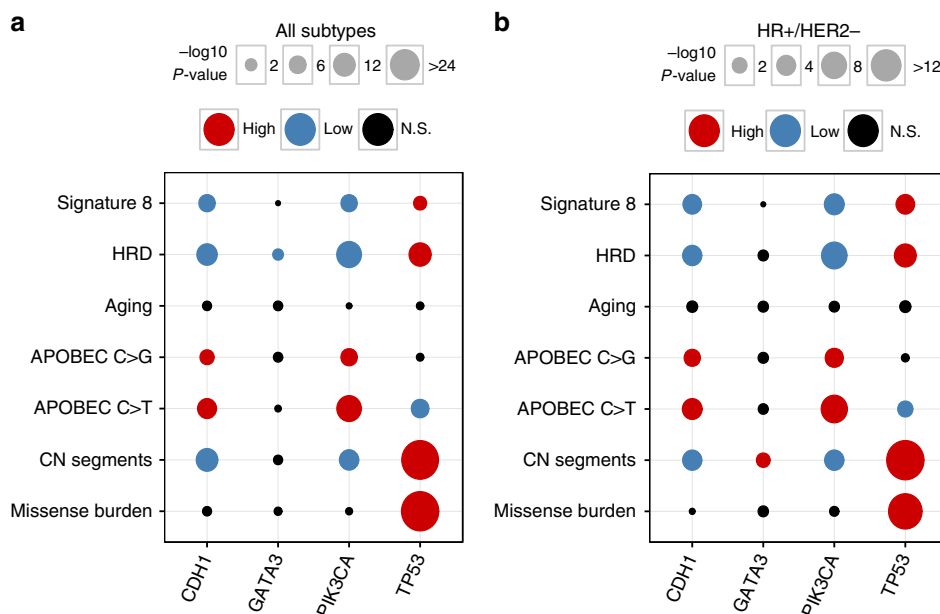 a
All subtypes
–log10
P-value
2 6 12 >24
High Low N.S.
Signature 8
HRD
Aging
APOBEC C>G
APOBEC C>T
CN segments
Missense burden
CDH1
GATA3
PIK3CA
TP53
b
HR+/HER2–
–log10
P-value
2 4 8 >12
High Low N.S.
Signature 8
HRD
Aging
APOBEC C>G
APOBEC C>T
CN segments
Missense burden
CDH1
GATA3
PIK3CA
TP53